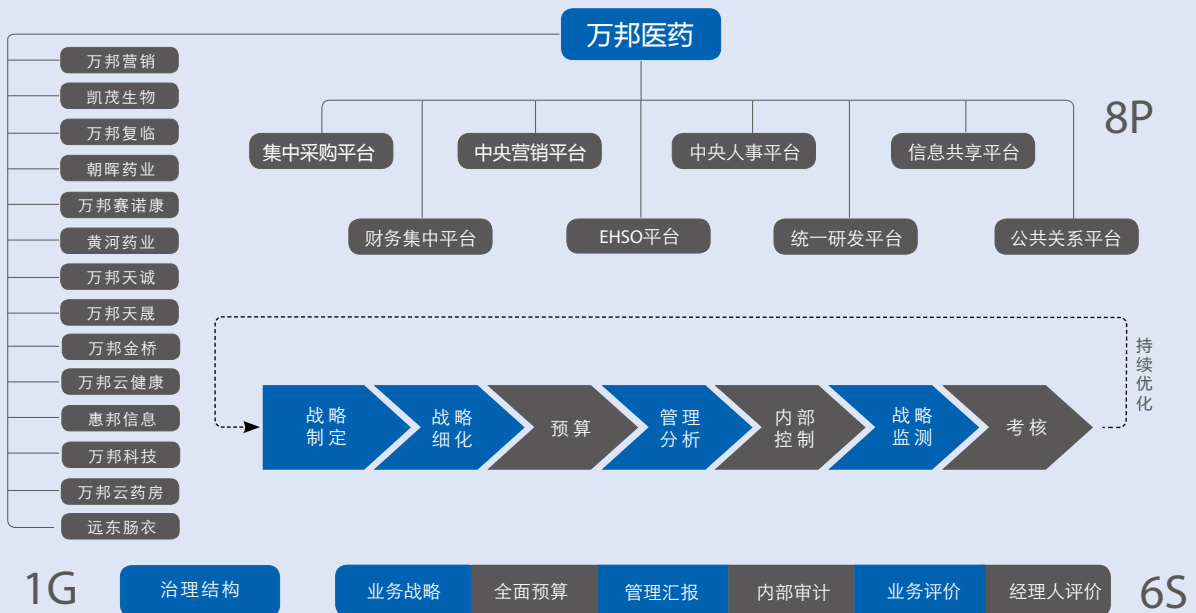 万邦医药
万邦营销
凯茂生物
万邦复临
朝晖药业
万邦赛诺康
黄河药业
万邦天诚
万邦天晟
万邦金桥
万邦云健康
惠邦信息
万邦科技
万邦云药房
远东肠衣
8P
集中采购平台
中央营销平台
中央人事平台
信息共享平台
财务集中平台
EHSO平台
统一研发平台
公共关系平台
持续优化
战略
制定
战略
细化
预算
管理
分析
内部
控制
战略
监测
考核
1G
治理结构
业务战略
全面预算
管理汇报
内部审计
业务评价
经理人评价
6S